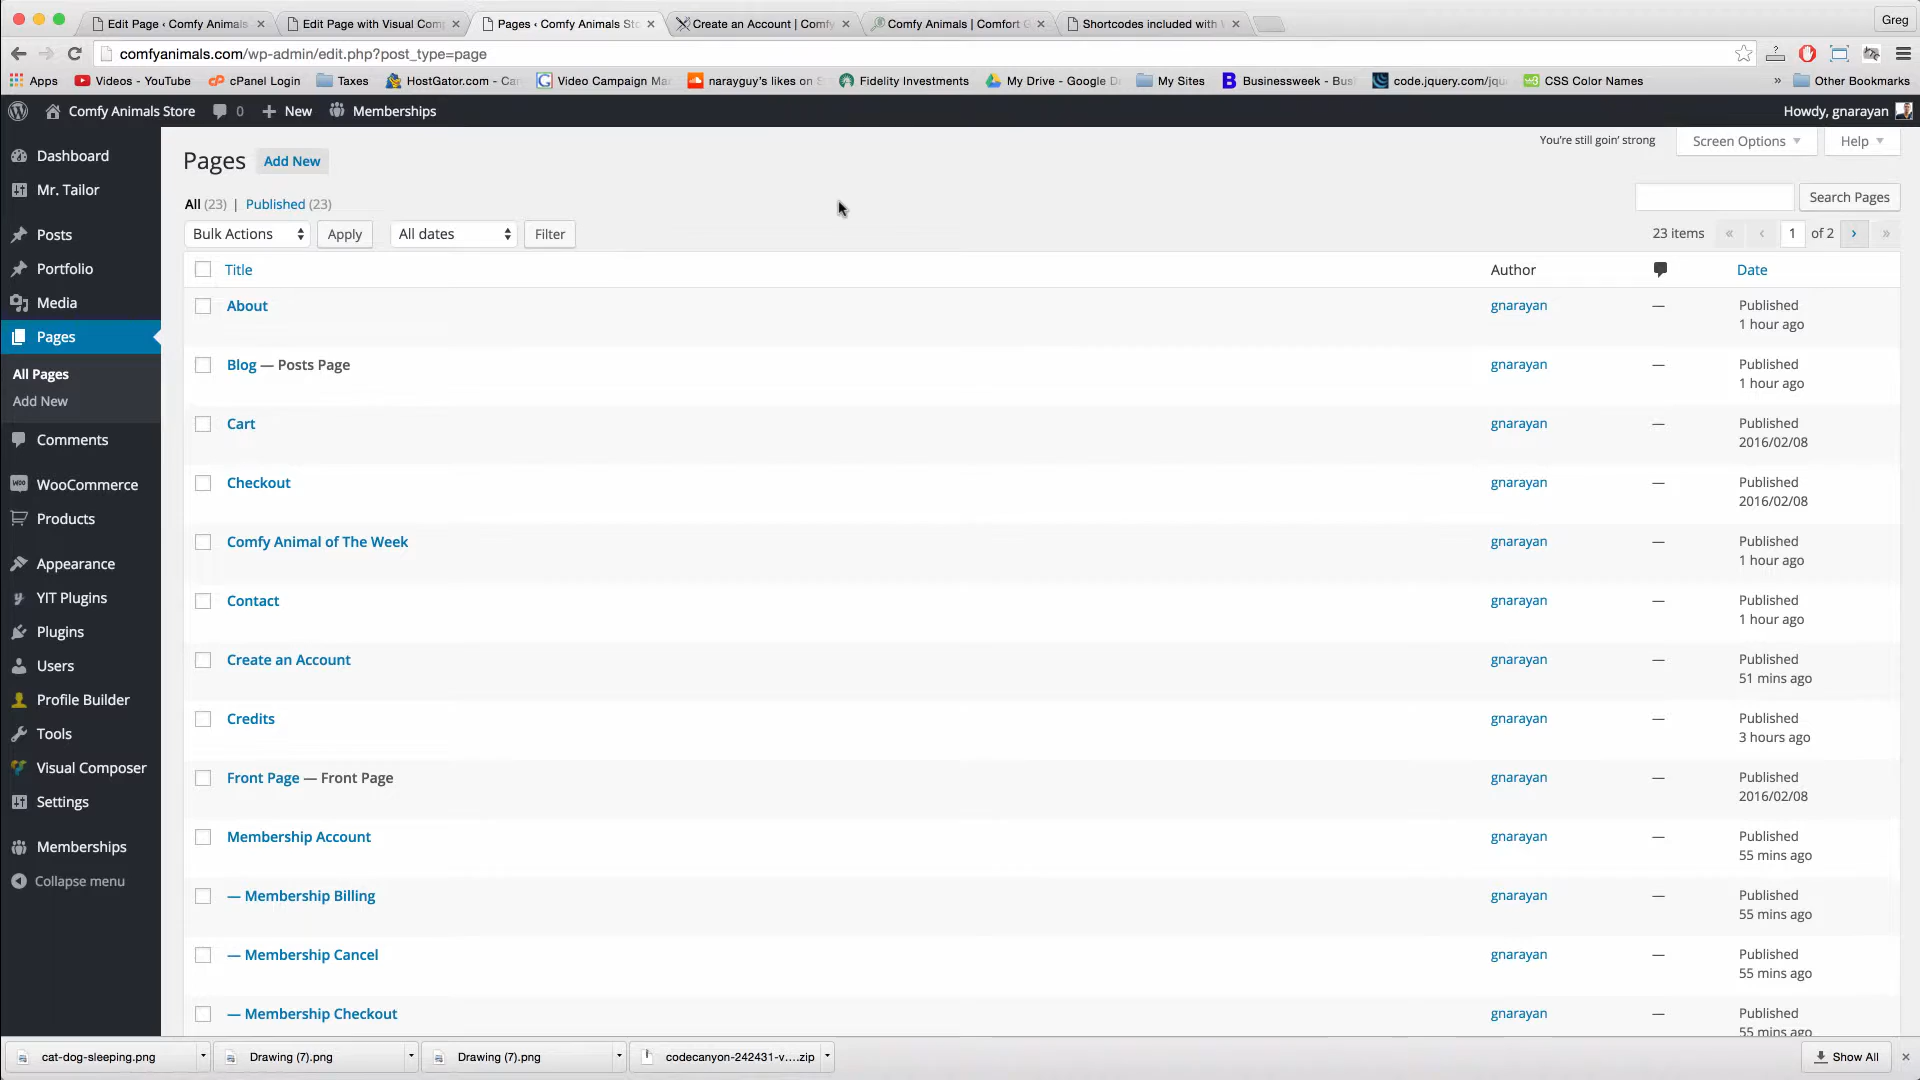 Edit Page ‹ Comfy Animals
Edit Page with Visual Com
Pages ‹ Comfy Animals Sto
Create an Account | Comfy
Comfy Animals | Comfort G
Shortcodes included with
Greg
comfyanimals.com/wp-admin/edit.php?post_type=page
Apps
Videos - YouTube
cPanel Login
Taxes
HostGator.com - Ca
Video Campaign Ma
narayguy's likes on S
Fidelity Investments
My Drive - Google D
My Sites
Businessweek - Bus
code.jquery.com/jqu
CSS Color Names
»
Other Bookmarks
Comfy Animals Store
0
New
Memberships
Howdy, gnarayan
Dashboard
Mr. Tailor
Posts
Portfolio
Media
Pages
All Pages
Add New
Comments
WooCommerce
Products
Appearance
YIT Plugins
Plugins
Users
Profile Builder
Tools
Visual Composer
Settings
Memberships
Collapse menu
Pages Add New
You're still goin' strong
Screen Options
Help
All (23) | Published (23)
Search Pages
Bulk Actions
Apply
All dates
Filter
23 items « ‹ 1 of 2 › »
Title Author Date
About gnarayan — Published
1 hour ago
Blog — Posts Page gnarayan — Published
1 hour ago
Cart gnarayan — Published
2016/02/08
Checkout gnarayan — Published
2016/02/08
Comfy Animal of The Week gnarayan — Published
1 hour ago
Contact gnarayan — Published
1 hour ago
Create an Account gnarayan — Published
51 mins ago
Credits gnarayan — Published
3 hours ago
Front Page — Front Page gnarayan — Published
2016/02/08
Membership Account gnarayan — Published
55 mins ago
— Membership Billing gnarayan — Published
55 mins ago
— Membership Cancel gnarayan — Published
55 mins ago
— Membership Checkout gnarayan — Published
55 mins ago
cat-dog-sleeping.png
Drawing (7).png
Drawing (7).png
codecanyon-242431-v....zip
Show All